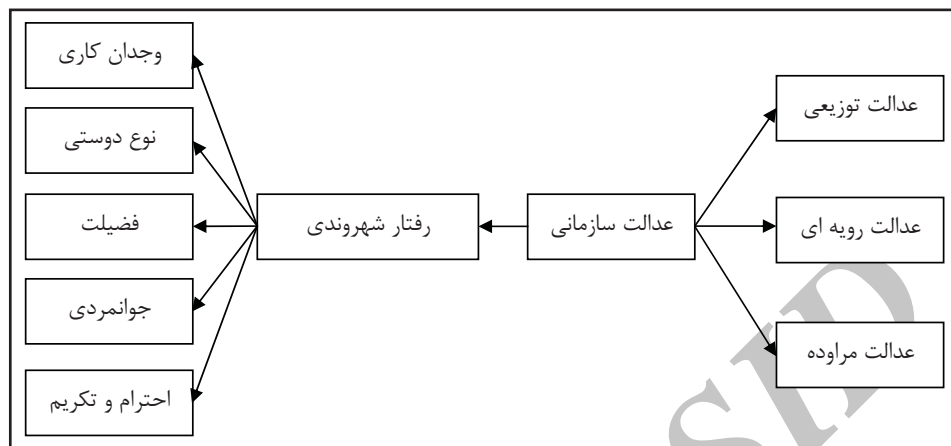 عدالت توزیعی
عدالت رویه ای
عدالت مراوده
عدالت سازمانی
رفتار شهروندی
وجدان کاری
نوع دوستی
فضیلت
جوانمردی
احترام و تکریم
SID